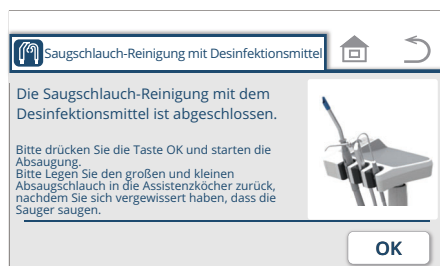 Saugschlauch-Reinigung mit Desinfektionsmittel
Die Saugschlauch-Reinigung mit dem
Desinfektionsmittel ist abgeschlossen.
Bitte drücken Sie die Taste OK und starten die
Absaugung.
Bitte Legen Sie den großen und kleinen
Absaugschlauch in die Assistenzköcher zurück,
nachdem Sie sich vergewissert haben, dass die
Sauger saugen.
OK